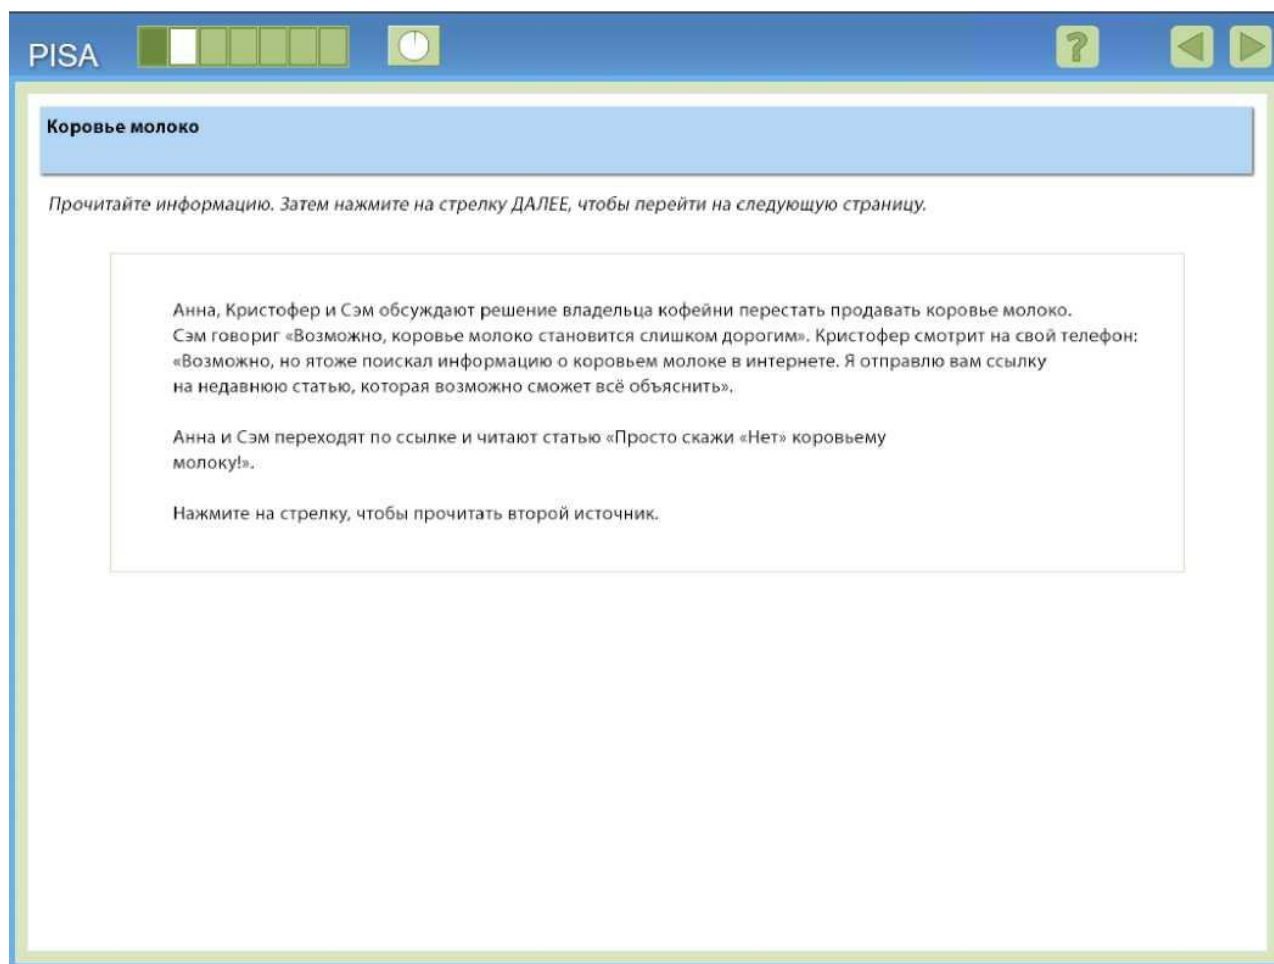 PISA
?
Коровье молоко
Прочитайте информацию. Затем нажмите на стрелку ДАЛЕЕ, чтобы перейти на следующую страницу.
Анна, Кристофер и Сэм обсуждают решение владельца кофейни перестать продавать коровье молоко.
Сэм говориг «Возможно, коровье молоко становится слишком дорогим». Кристофер смотрит на свой телефон:
«Возможно, но ятоже поискал информацию о коровьем молоке в интернете. Я отправлю вам ссылку
на недавнюю статью, которая возможно сможет всё объяснить».
Анна и Сэм переходят по ссылке и читают статью «Просто скажи «Нет» коровьему
молоку!».
Нажмите на стрелку, чтобы прочитать второй источник.